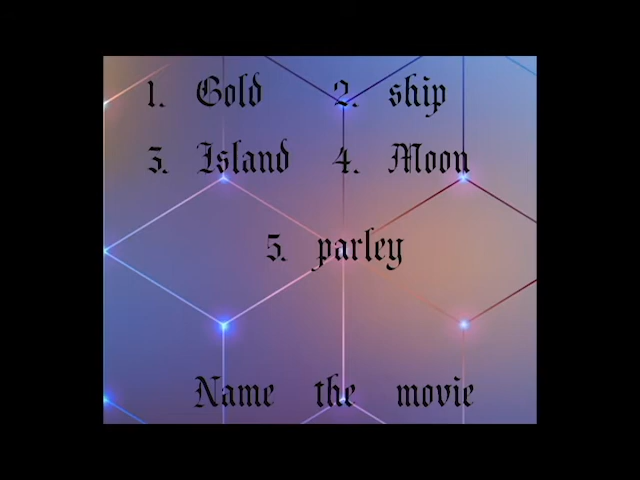 1. Gold 2. ship
3. Island 4. Moon
5. parley
Name the movie